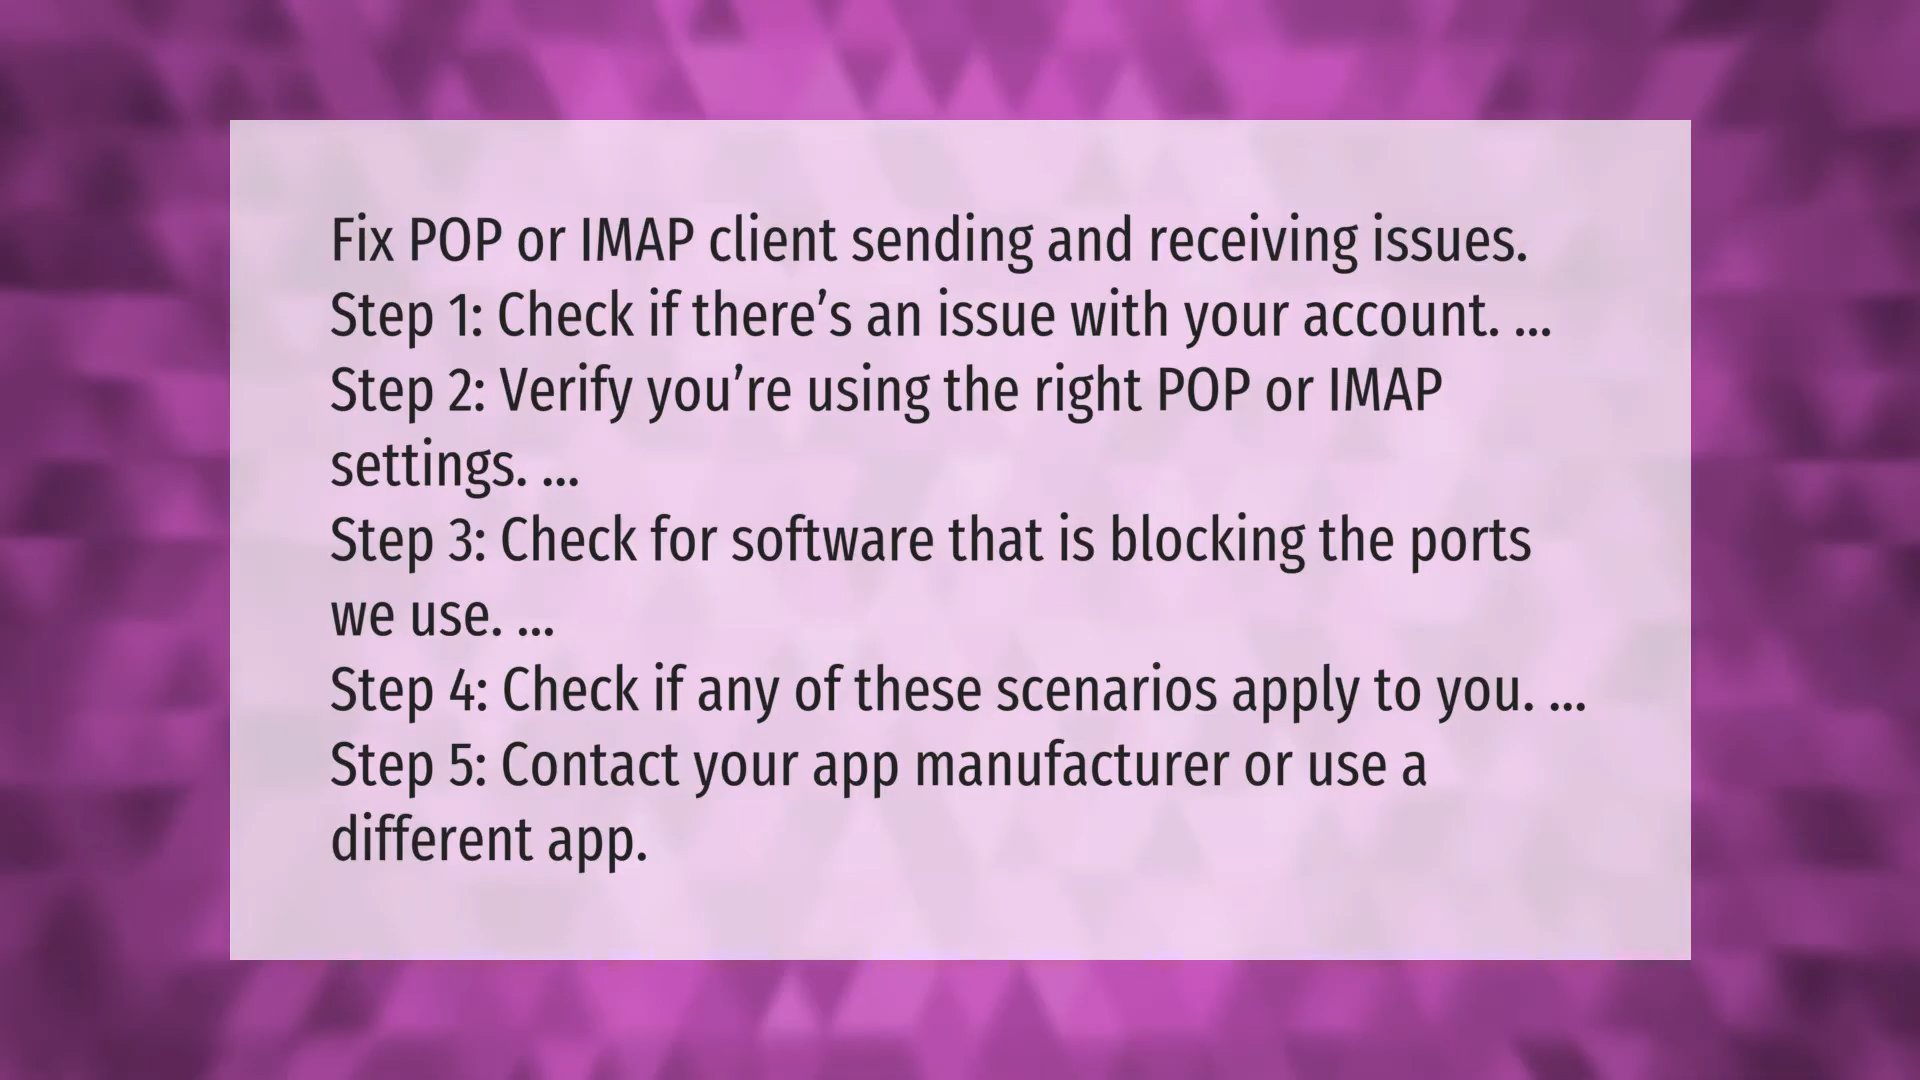 Fix POP or IMAP client sending and receiving issues.
Step 1: Check if there’s an issue with your account. ...
Step 2: Verify you’re using the right POP or IMAP
settings. ...
Step 3: Check for software that is blocking the ports
we use. ...
Step 4: Check if any of these scenarios apply to you. ...
Step 5: Contact your app manufacturer or use a
different app.